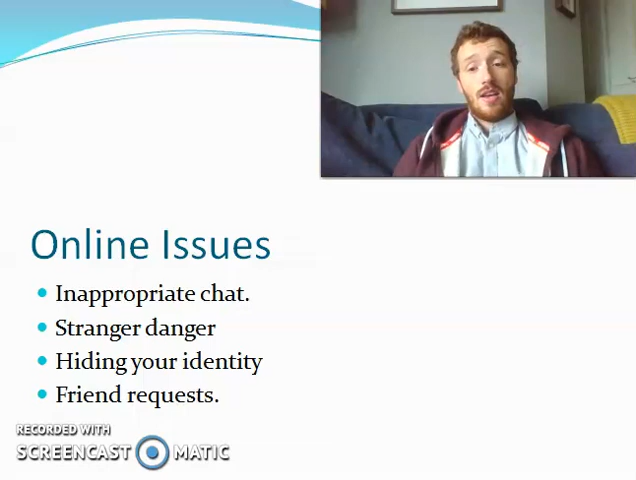 Online Issues
Inappropriate chat.
Stranger danger
Hiding your identity
Friend requests.
RECORDED WITH
SCREENCAST MATIC